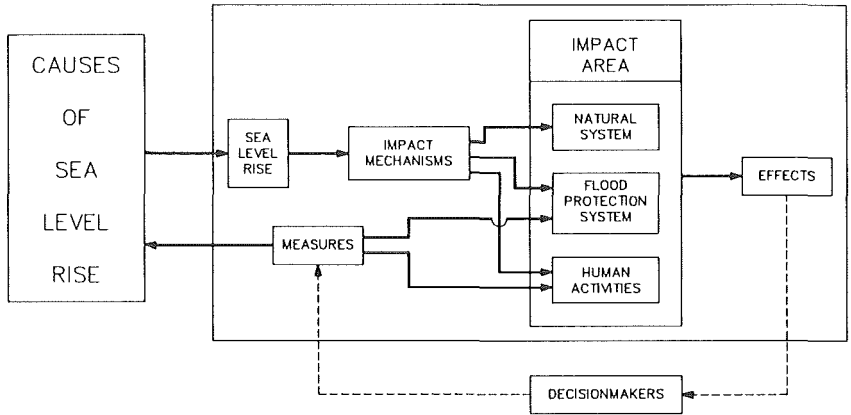 CAUSES
OF
SEA
LEVEL
RISE
SEA
LEVEL
RISE
IMPACT
MECHANISMS
IMPACT
AREA
NATURAL
SYSTEM
FLOOD
PROTECTION
SYSTEM
HUMAN
ACTIVITIES
EFFECTS
MEASURES
DECISIONMAKERS